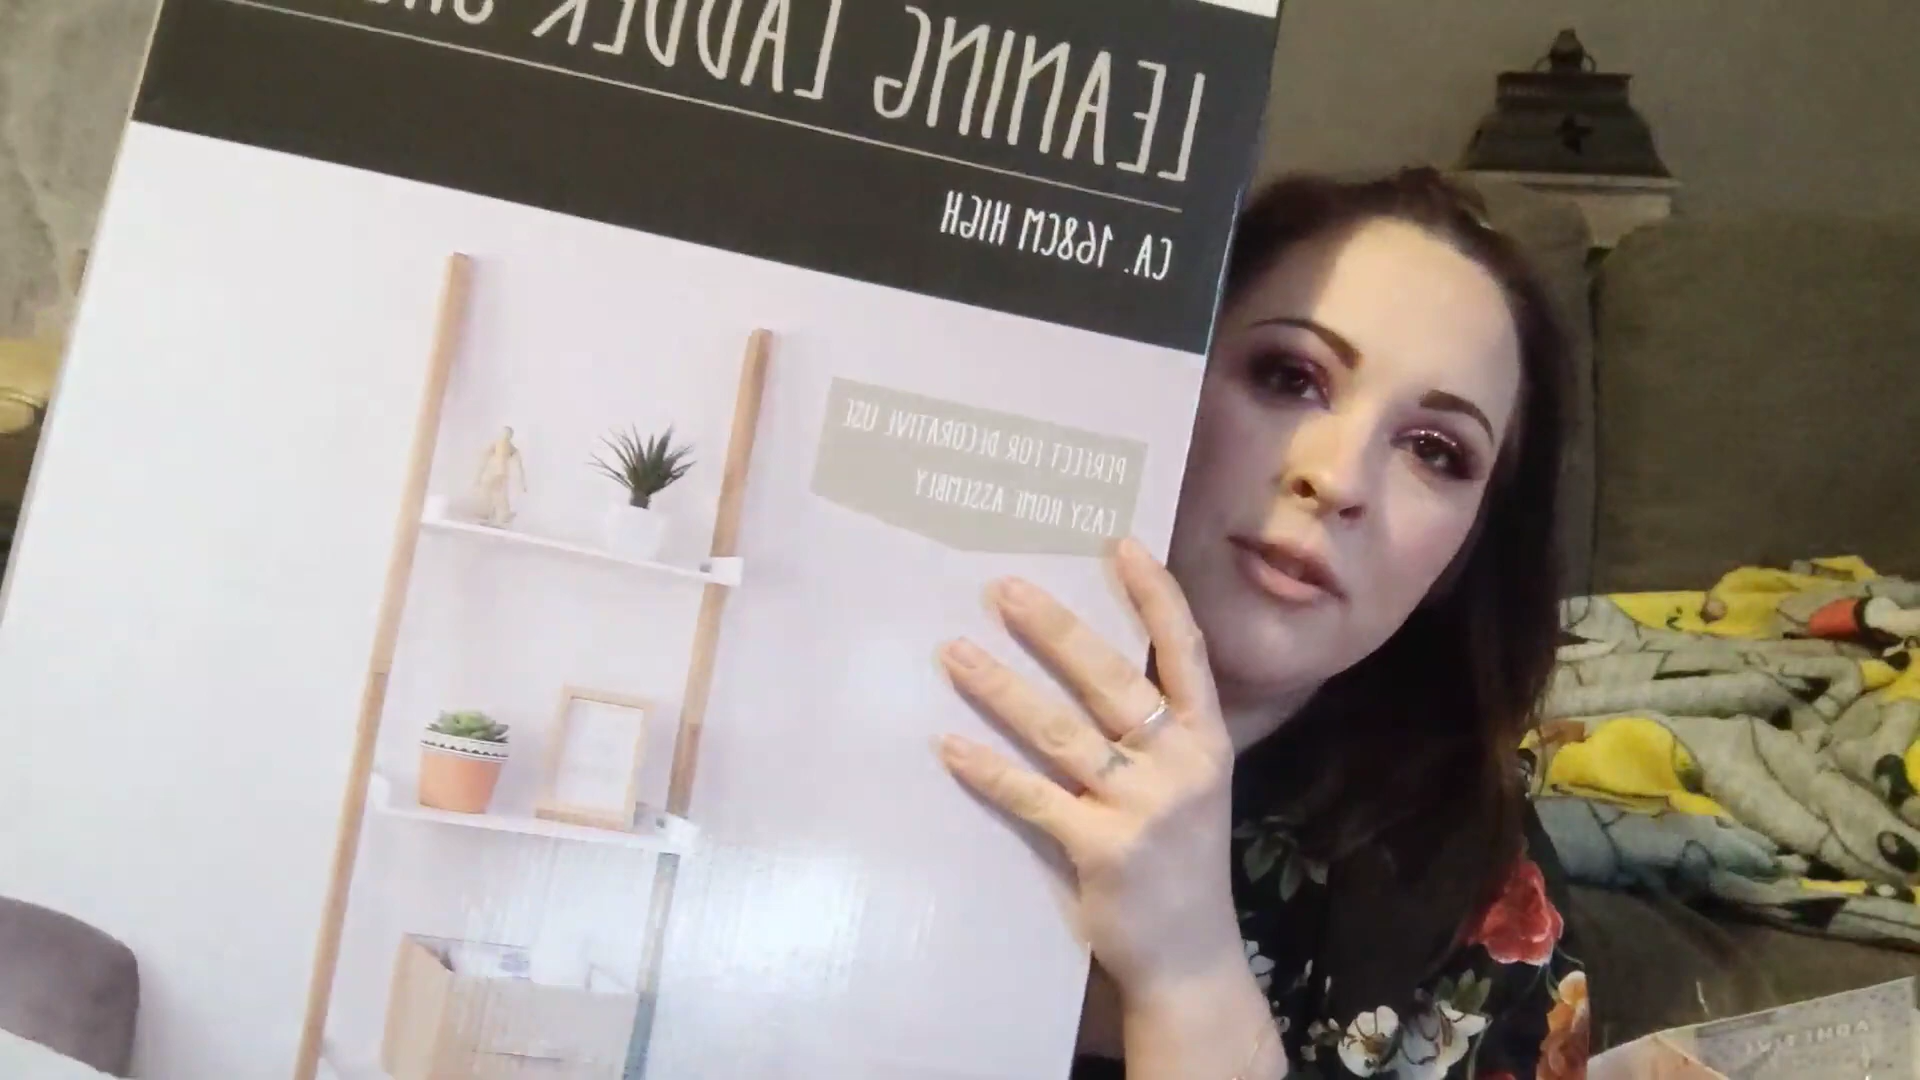 LEANING LADDER
CA. 168CM HIGH
PERFECT FOR DECORATIVE USE
EASY HOME ASSEMBLY